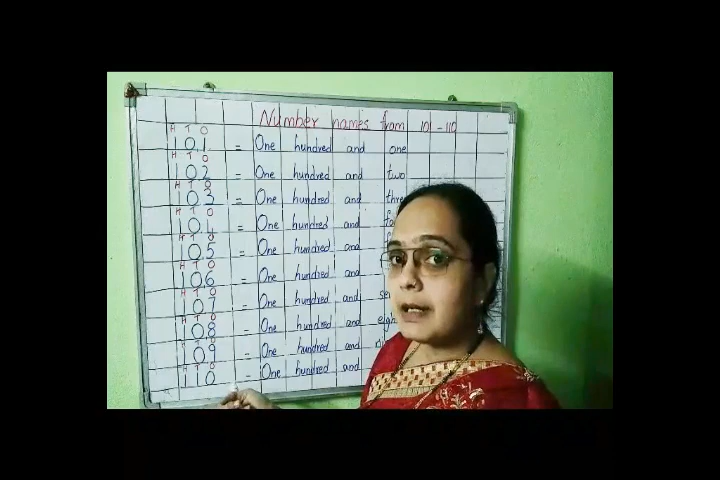 Number names from 101 - 110
H T O
101 = One hundred and one
H T O
102 = One hundred and two
H T O
103 = One hundred and
H T O
104 = One hundred and
H T O
105 = One hundred and
H T O
106 = One hundred and
H T O
107 = One hundred and
H T O
108 = One hundred and
H T O
109 = One hundred and
H T O
110 = One hundred and